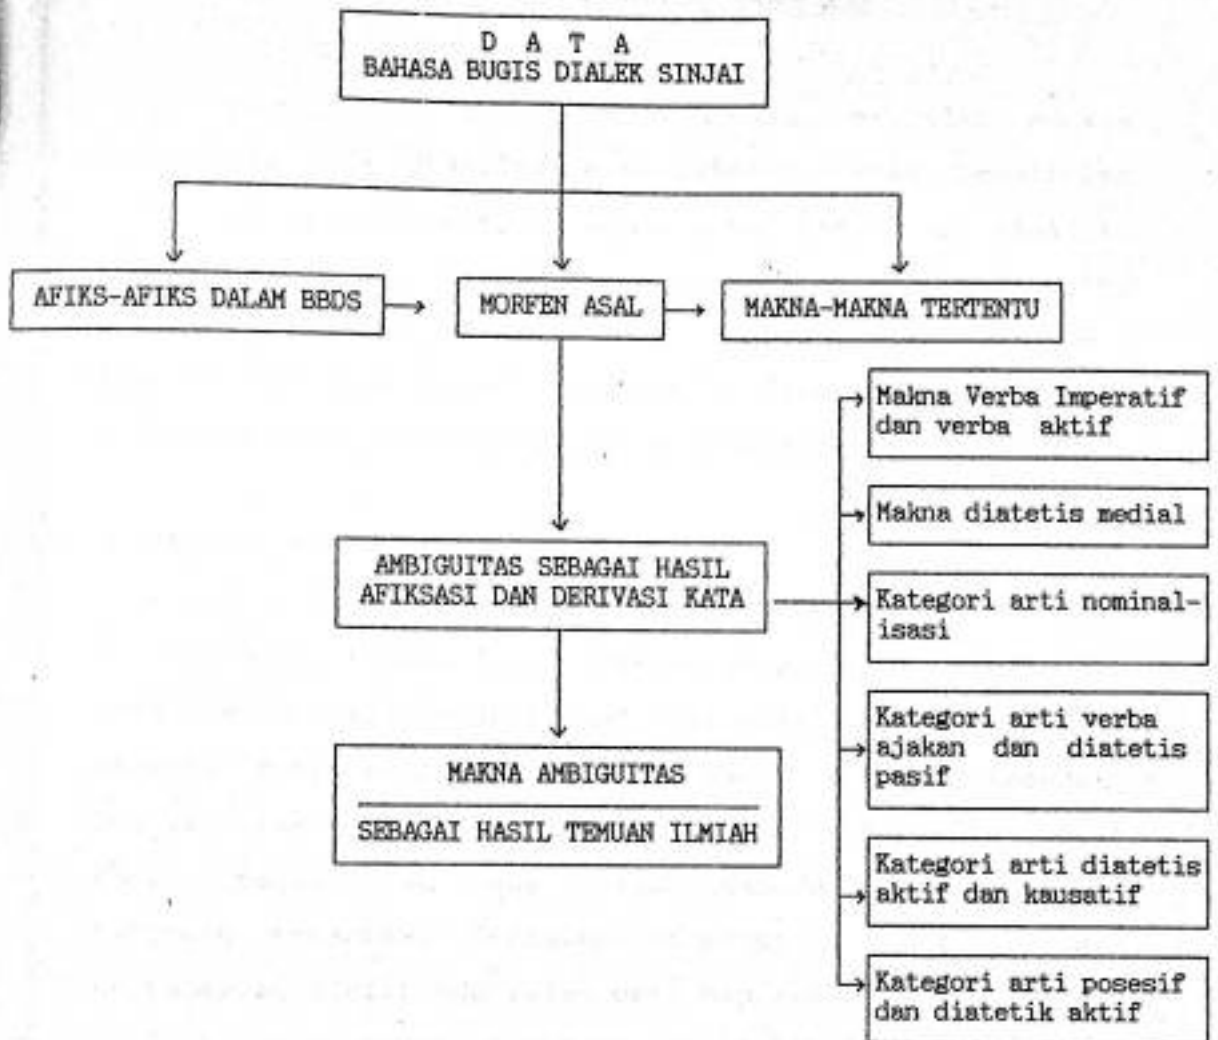 D A T A
BAHASA BUGIS DIALEK SINJAI
AFIKS-AFIKS DALAM BBDS
MORFEN ASAL
MAKNA-MAKNA TERTENTU
Makna Verba Imperatif
dan verba aktif
Makna diatetis medial
AMBIGUITAS SEBAGAI HASIL
AFIKSASI DAN DERIVASI KATA
Kategori arti nominal-
isasi
Kategori arti verba
ajakan dan diatetis
pasif
MAKNA AMBIGUITAS
SEBAGAI HASIL TEMUAN ILMIAH
Kategori arti diatetis
aktif dan kausatif
Kategori arti posesif
dan diatetik aktif